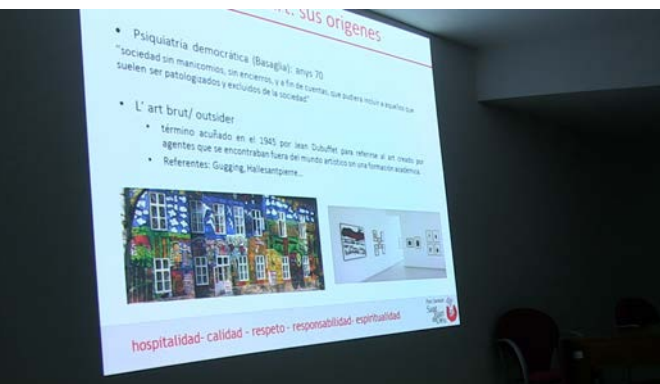 sus orígenes
• Psiquiatría democrática (Basaglia): anys 70
"sociedad sin manicomios, sin encierros, y a fin de cuentas, que pudiera incluir a aquellos que
suelen ser patologizados y excluidos de la sociedad"
• L' art brut/ outsider
• término acuñado en el 1945 por Jean Dubuffet para referirse al art creado por
agentes que se encontraban fuera del mundo artístico sin una formación académica.
• Referentes: Gugging, Hallesantpierre...
hospitalidad- calidad - respeto - responsabilidad- espiritualidad